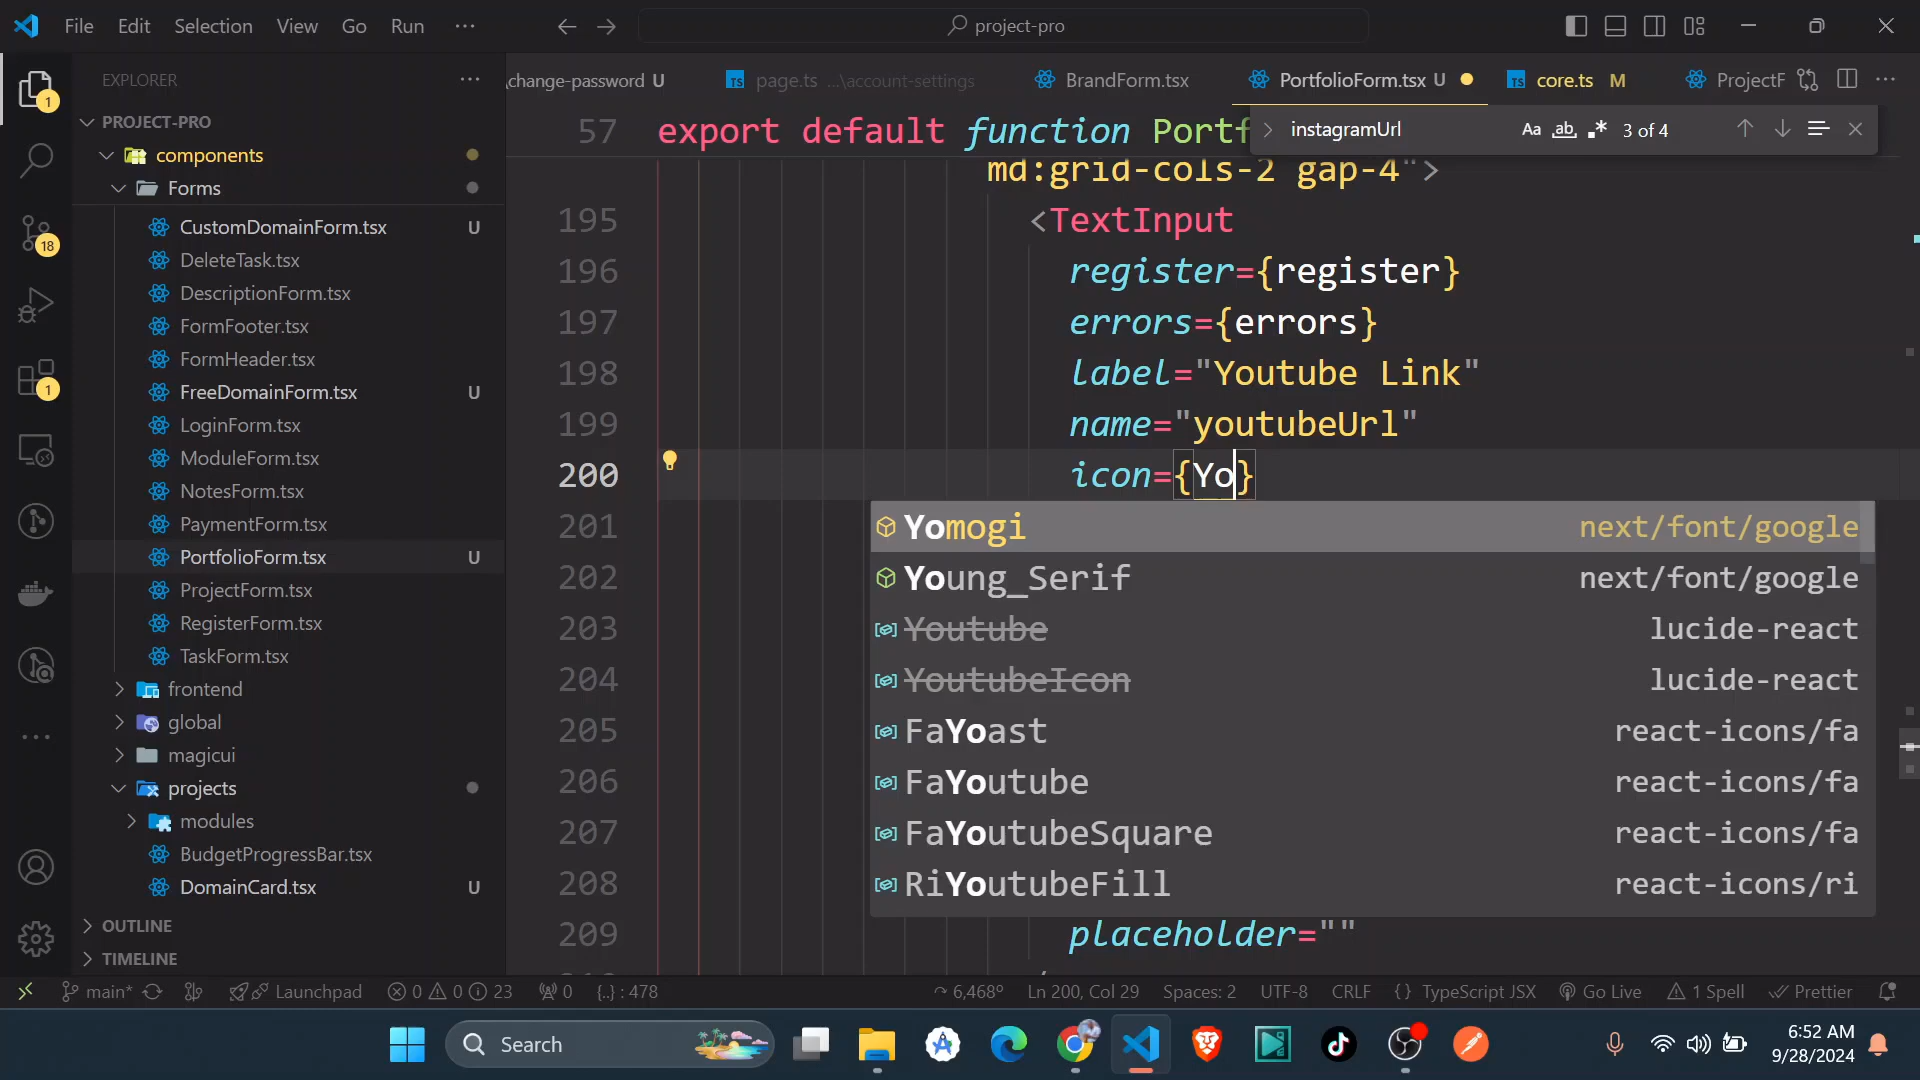 File Edit Selection View Go Run ... project-pro
EXPLORER
PROJECT-PRO
components
Forms
CustomDomainForm.tsx U
DeleteTask.tsx
DescriptionForm.tsx
FormFooter.tsx
FormHeader.tsx
FreeDomainForm.tsx U
LoginForm.tsx
ModuleForm.tsx
NotesForm.tsx
PaymentForm.tsx
PortfolioForm.tsx U
ProjectForm.tsx
RegisterForm.tsx
TaskForm.tsx
frontend
global
magicui
projects
modules
BudgetProgressBar.tsx
DomainCard.tsx U
OUTLINE
TIMELINE
1
18
1
change-password U page.ts ...\account-settings BrandForm.tsx PortfolioForm.tsx U core.ts M ProjectF
instagramUrl Aa ab 3 of 4
57 export default function Portf
md:grid-cols-2 gap-4">
195 <TextInput
196 register={register}
197 errors={errors}
198 label="Youtube Link"
199 name="youtubeUrl"
200 icon={Yo}
201
202
203
204
205
206
207
208
209 placeholder=""
Yomogi next/font/google
Young_Serif next/font/google
Youtube lucide-react
YoutubeIcon lucide-react
FaYoast react-icons/fa
FaYoutube react-icons/fa
FaYoutubeSquare react-icons/fa
RiYoutubeFill react-icons/ri
main* Launchpad 0 0 23 0 {..} : 478 6,468º Ln 200, Col 29 Spaces: 2 UTF-8 CRLF {} TypeScript JSX Go Live 1 Spell Prettier
Search
6:52 AM
9/28/2024